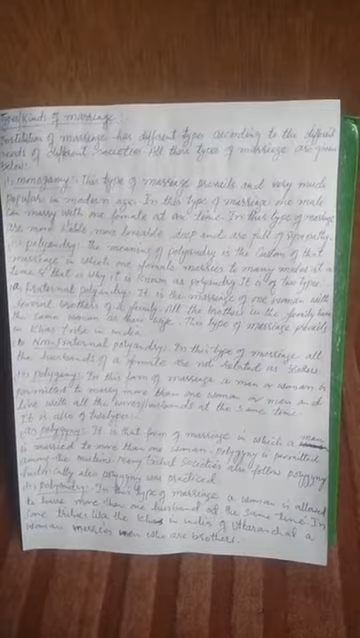 Types/Kinds of marriage
Institution of marriage has different types according to the different
needs of different societies. All these types of marriage are given
below:
monogamy: This type of marriage prevails and very much
popular in modern age. In this type of marriage one male
can marry with one female at one time. In this type of marriage
are more stable, more loveable, deep and are full of sympathy.
polyandry: the meaning of polyandry is the custom of that
marriage in which one female marries to many males at a
time & that is why it is known as polyandry. It is of two types.
Fraternal polyandry: It is the marriage of one woman with
several brothers of a family. All the brothers in the family have
the same woman as their wife. This type of marriage prevails
in Khas tribe in india
Non fraternal polyandry: In this type of marriage all
the husbands of a female are not related as brothers.
polygamy: In this form of marriage a man or woman is
permitted to marry more than one woman or man and
live with all the at the same time.
It is also of two types:-
polygyny: It is that form of marriage in which a man
is married to more than one woman. polygyny is permitted
among the muslims many tribal societies also follow polygyny
also polygyny was practiced.
polyandry: In this type of marriage a woman is allowed
to have more than one husband at the same time. In
some tribes like the in india of Uttaranchal a
woman marries men who are brothers.